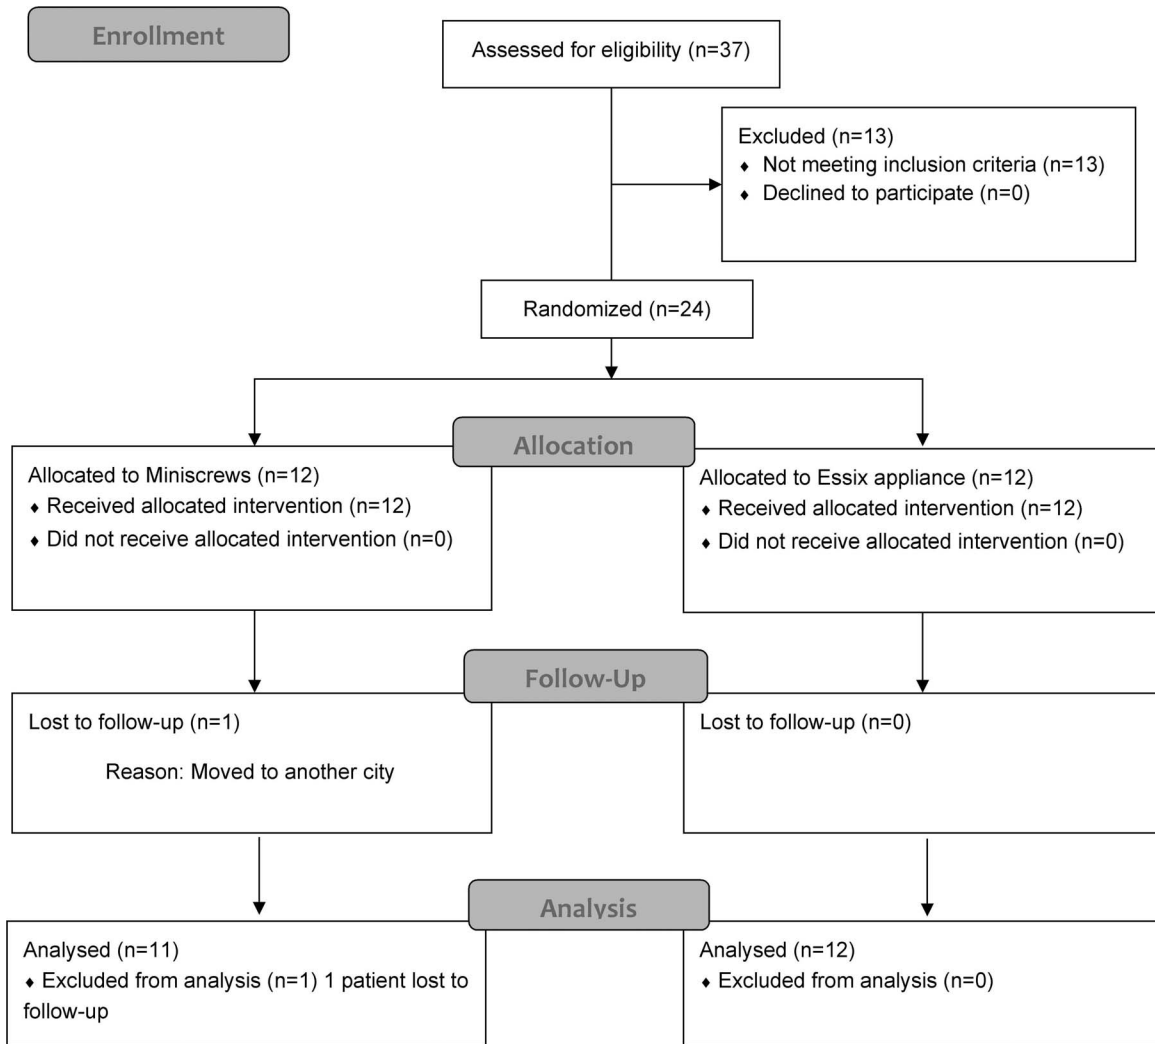 Enrollment
Assessed for eligibility (n=37)
Excluded (n=13)
♦ Not meeting inclusion criteria (n=13)
♦ Declined to participate (n=0)
Randomized (n=24)
Allocation
Allocated to Miniscrews (n=12)
♦ Received allocated intervention (n=12)
♦ Did not receive allocated intervention (n=0)
Allocated to Essix appliance (n=12)
♦ Received allocated intervention (n=12)
♦ Did not receive allocated intervention (n=0)
Follow-Up
Lost to follow-up (n=1)
Reason: Moved to another city
Lost to follow-up (n=0)
Analysis
Analysed (n=11)
♦ Excluded from analysis (n=1) 1 patient lost to
follow-up
Analysed (n=12)
♦ Excluded from analysis (n=0)